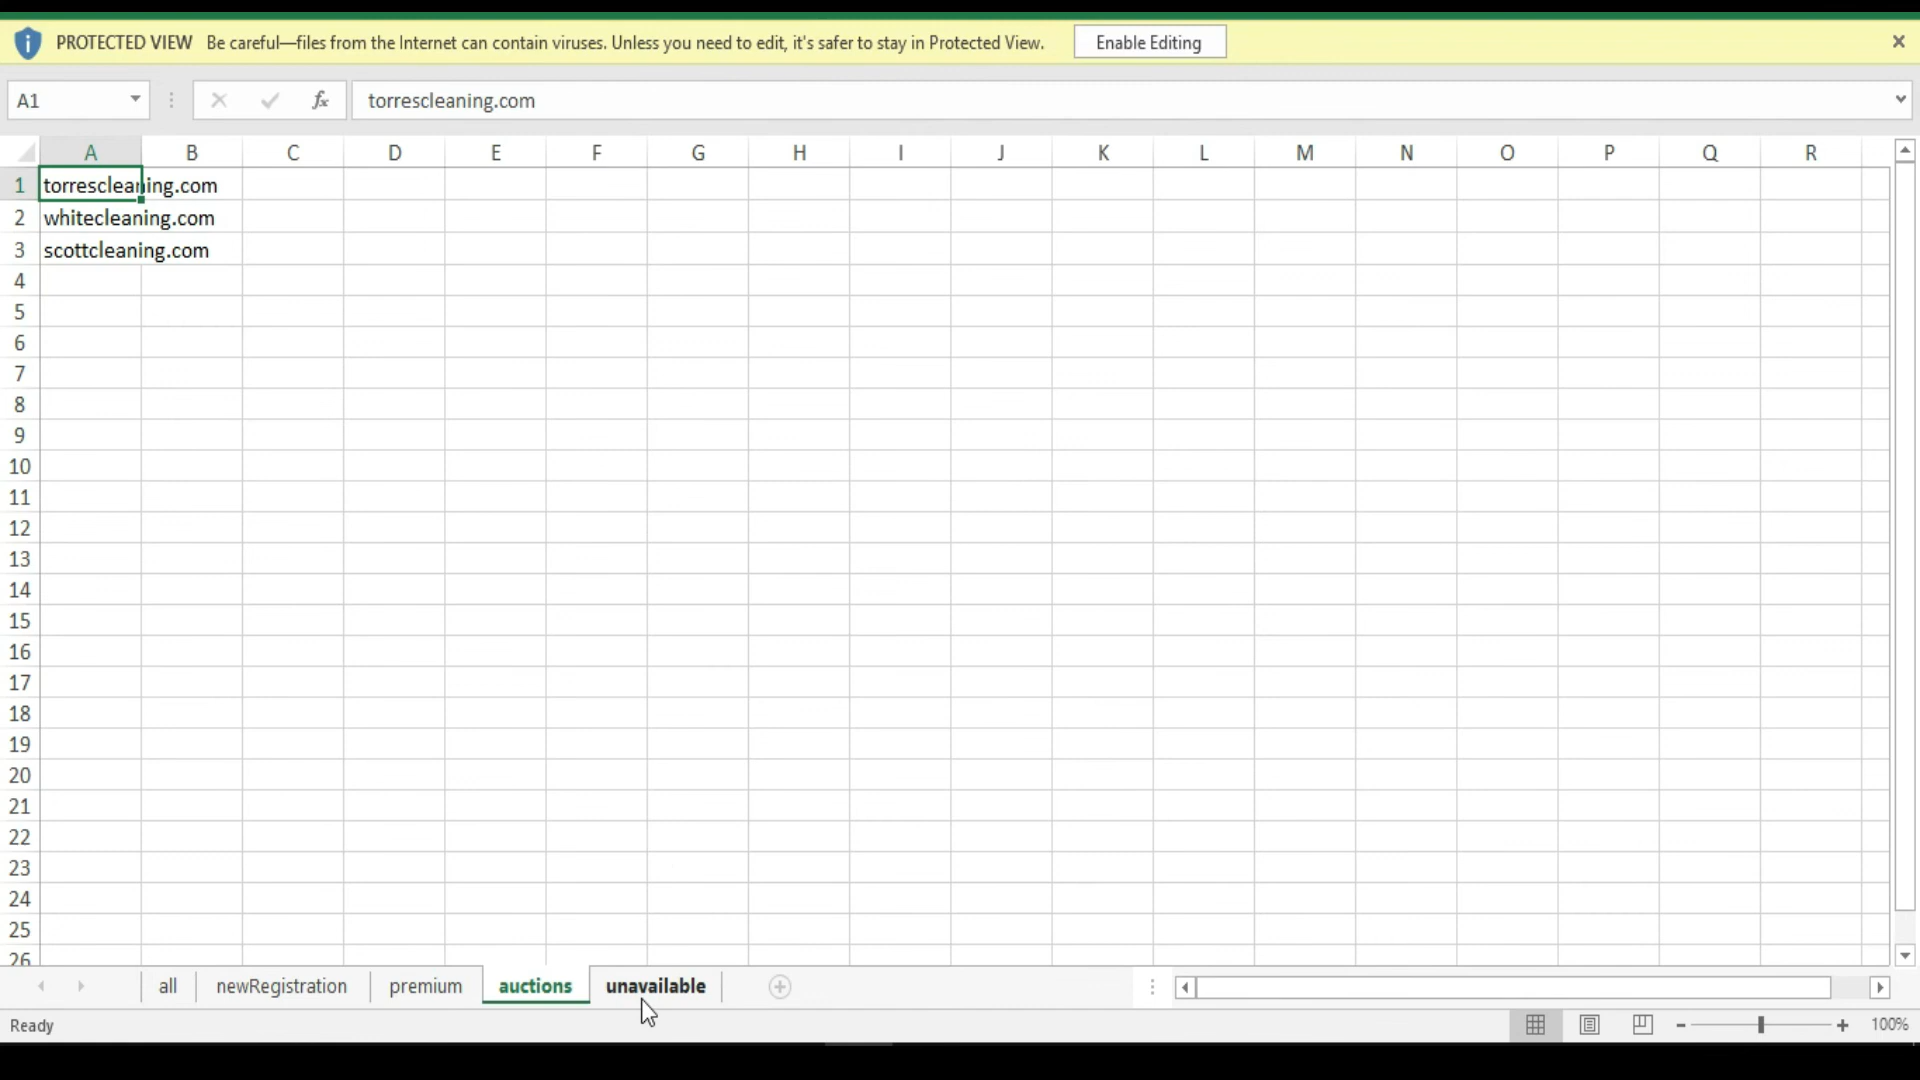 PROTECTED VIEW Be careful—files from the Internet can contain viruses. Unless you need to edit, it's safer to stay in Protected View. Enable Editing
A1 fx torrescleaning.com
A B C D E F G H I J K L M N O P Q R
1 torrescleaning.com
2 whitecleaning.com
3 scottcleaning.com
4
5
6
7
8
9
10
11
12
13
14
15
16
17
18
19
20
21
22
23
24
25
26
all newRegistration premium auctions unavailable
Ready 100%